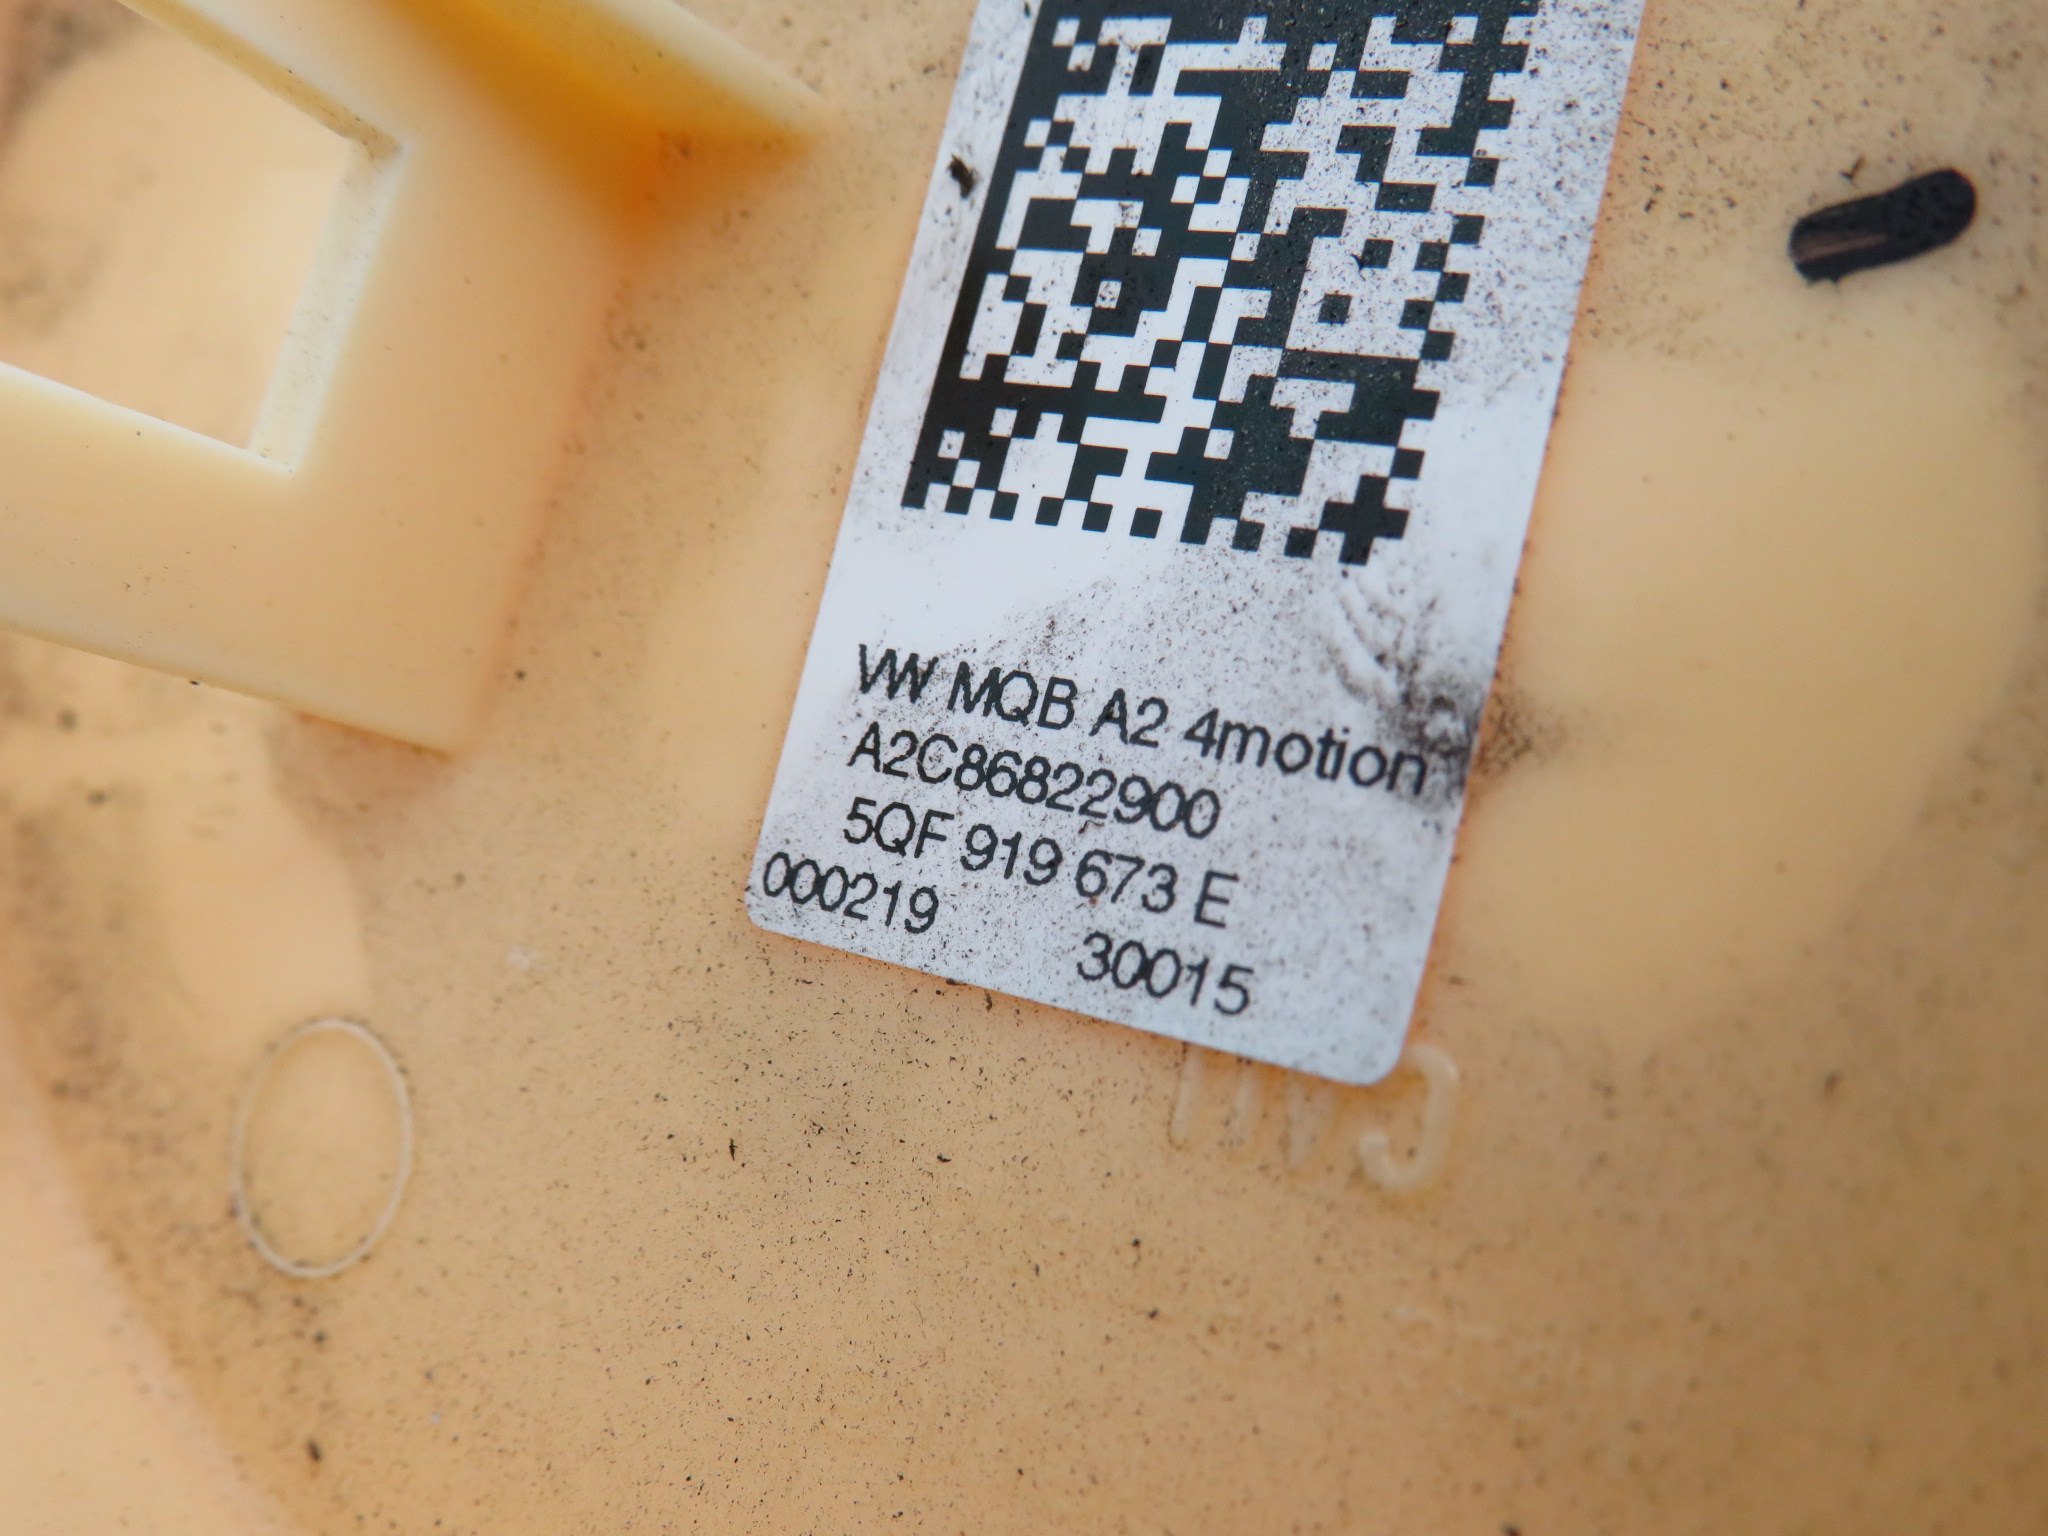 VW MQB A2 4motion
A2C86822900
5QF 919 673 E
000219 30015